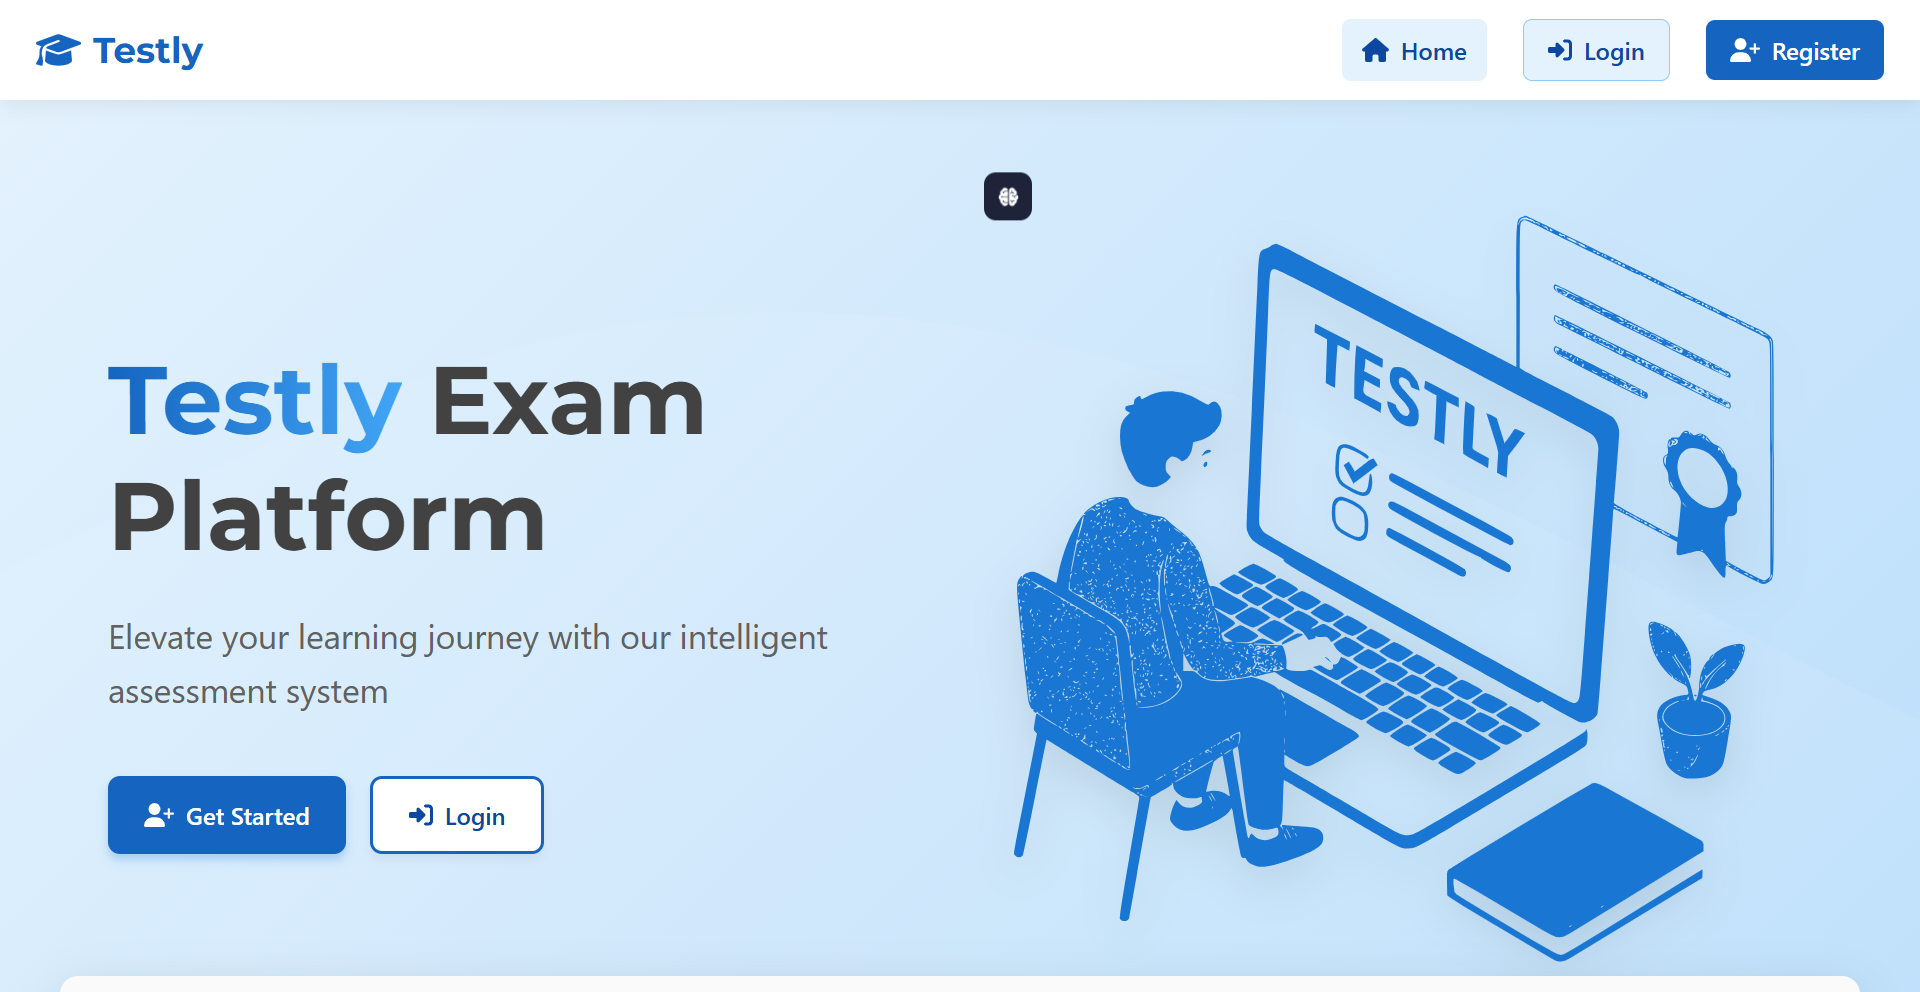 Testly
Home
Login
Register
Testly Exam
Platform
Elevate your learning journey with our intelligent
assessment system
Get Started
Login
TESTLY